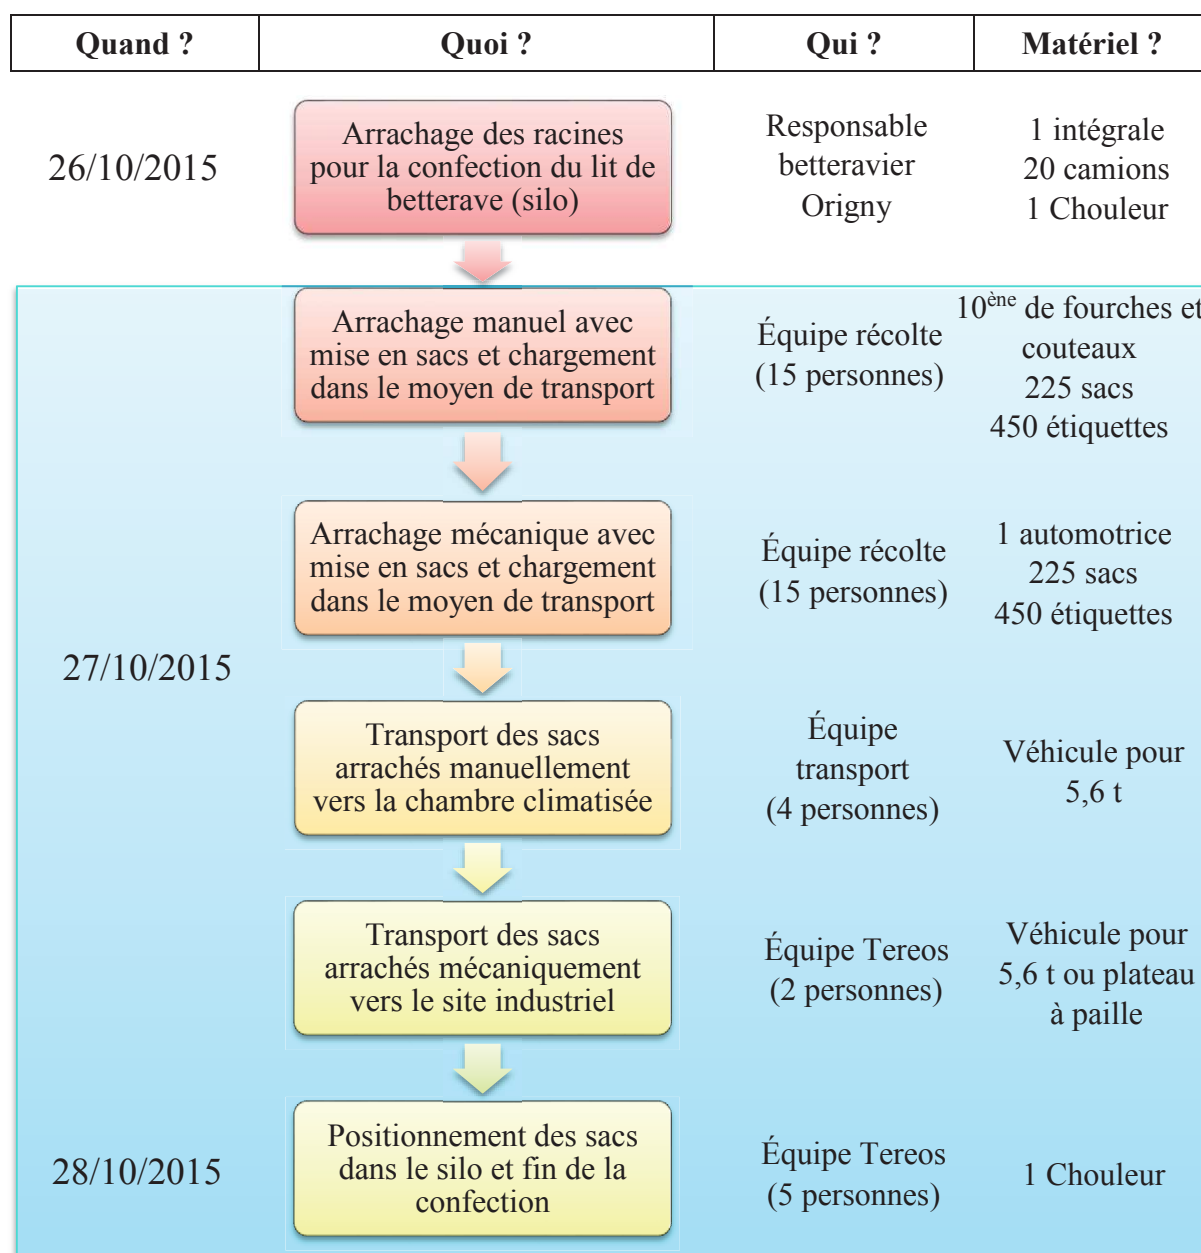 Quand ?
Quoi ?
Qui ?
Matériel ?
26/10/2015
Arrachage des racines
pour la confection du lit de
betterave (silo)
Responsable
betteravier
Origny
1 intégrale
20 camions
1 Chouleur
27/10/2015
Arrachage manuel avec
mise en sacs et chargement
dans le moyen de transport
Équipe récolte
(15 personnes)
10ène de fourches et
couteaux
225 sacs
450 étiquettes
Arrachage mécanique avec
mise en sacs et chargement
dans le moyen de transport
Équipe récolte
(15 personnes)
1 automotrice
225 sacs
450 étiquettes
Transport des sacs
arrachés manuellement
vers la chambre climatisée
Équipe
transport
(4 personnes)
Véhicule pour
5,6 t
Transport des sacs
arrachés mécaniquement
vers le site industriel
Équipe Tereos
(2 personnes)
Véhicule pour
5,6 t ou plateau
à paille
28/10/2015
Positionnement des sacs
dans le silo et fin de la
confection
Équipe Tereos
(5 personnes)
1 Chouleur